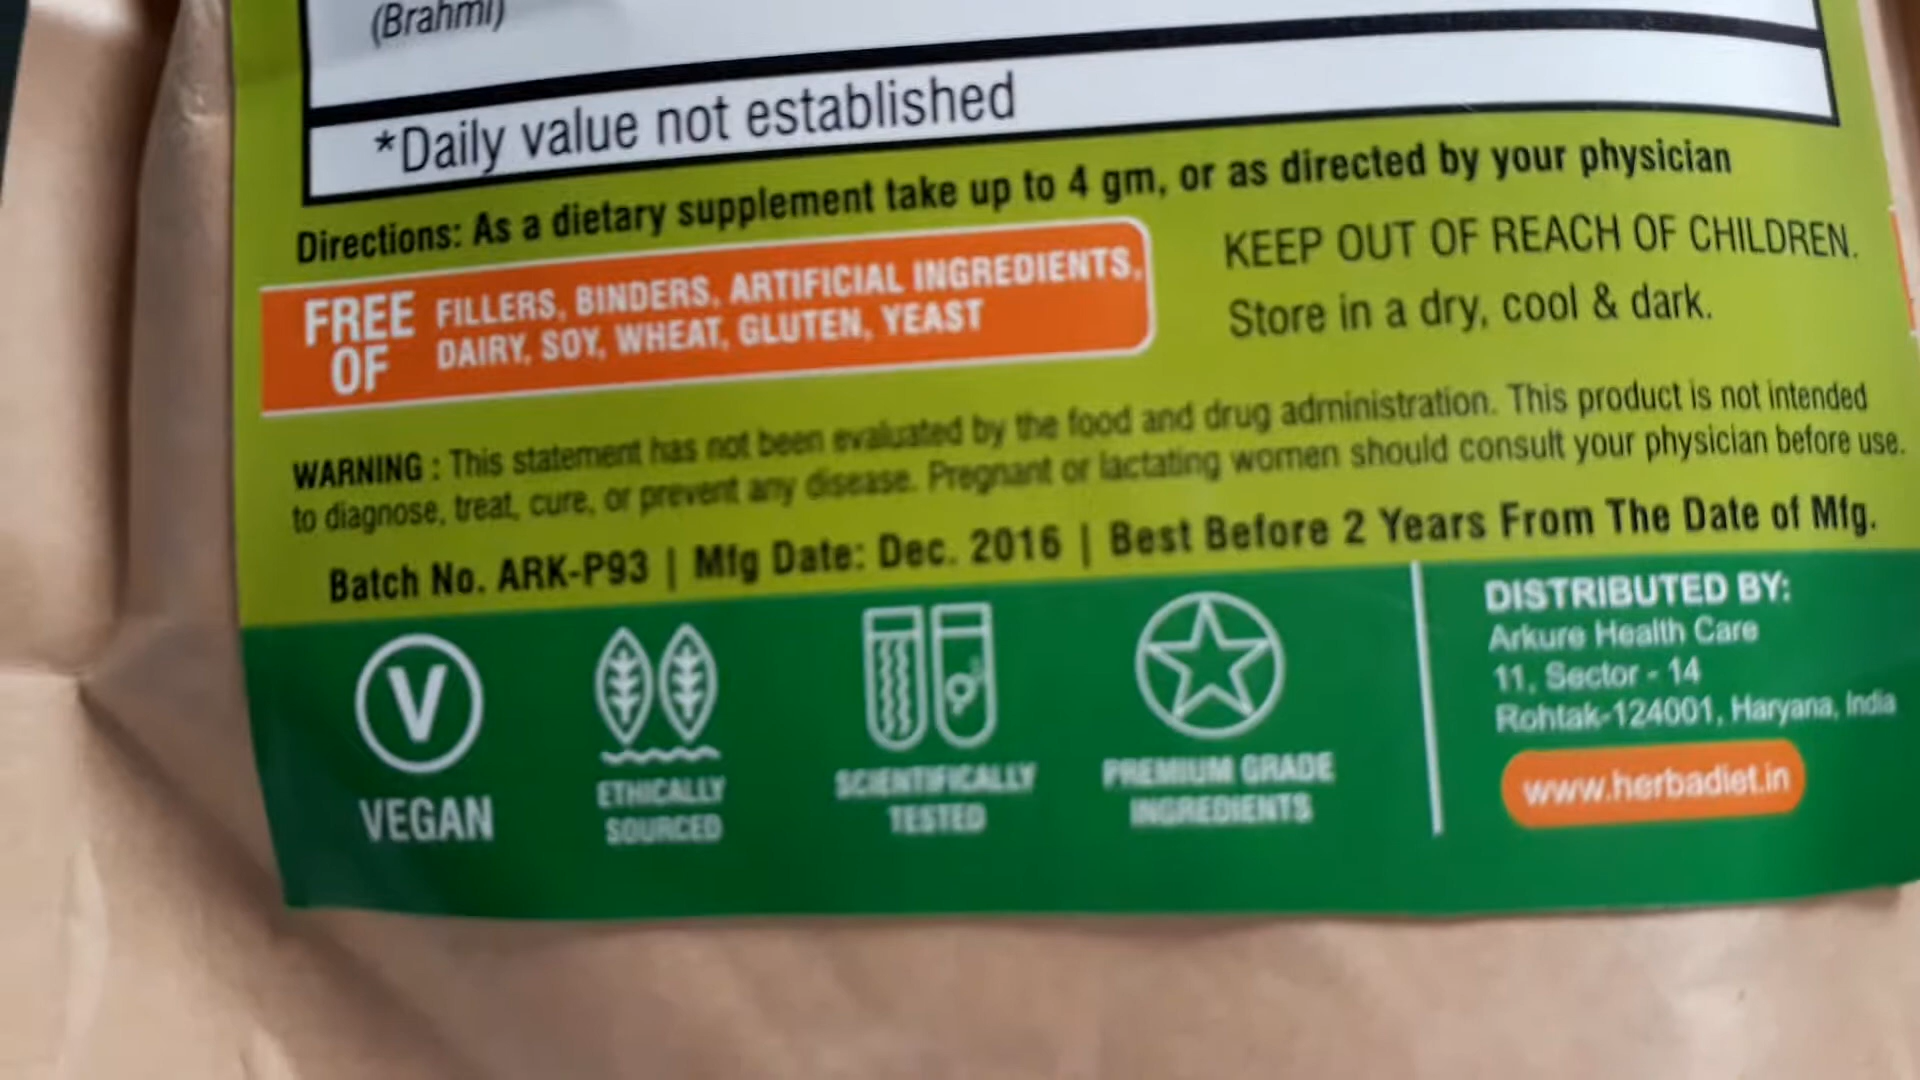 (Brahmi)
*Daily value not established
Directions: As a dietary supplement take up to 4 gm, or as directed by your physician
FREE OF
FILLERS, BINDERS, ARTIFICIAL INGREDIENTS,
DAIRY, SOY, WHEAT, GLUTEN, YEAST
KEEP OUT OF REACH OF CHILDREN.
Store in a dry, cool & dark.
WARNING : This statement has not been evaluated by the food and drug administration. This product is not intended
to diagnose, treat, cure, or prevent any disease. Pregnant or lactating women should consult your physician before use.
Batch No. ARK-P93 | Mfg Date: Dec. 2016 | Best Before 2 Years From The Date of Mfg.
V
VEGAN
ETHICALLY
SOURCED
SCIENTIFICALLY
TESTED
PREMIUM GRADE
INGREDIENTS
DISTRIBUTED BY:
Arkure Health Care
11, Sector - 14
Rohtak-124001, Haryana, India
www.herbadiet.in